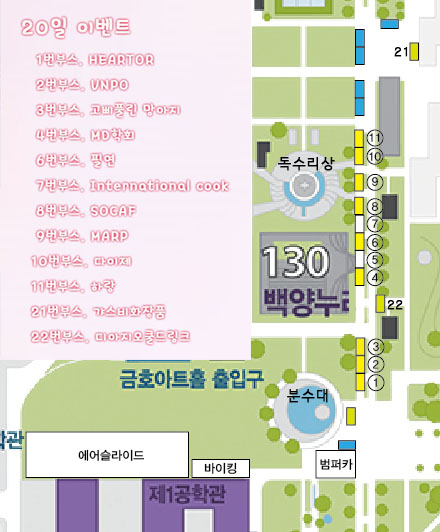 20일 이벤트
1번부스, HEARTOR
2번부스, UNPO
3번부스, 고삐풀린 망아지
4번부스, MD학회
6번부스, 필연
7번부스, International cook
8번부스, SOCAF
9번부스, MARP
10번부스, 다이제
11번부스, 하랑
21번부스, 가스비화장품
22번부스, 디아지오쿨드링크
21
⑪
⑩
독수리상
⑨
⑧
⑦
⑥
130
⑤
④
백양누리
22
③
금호아트홀 출입구
②
①
분수대
학관
에어슬라이드
바이킹
범퍼카
제1공학관